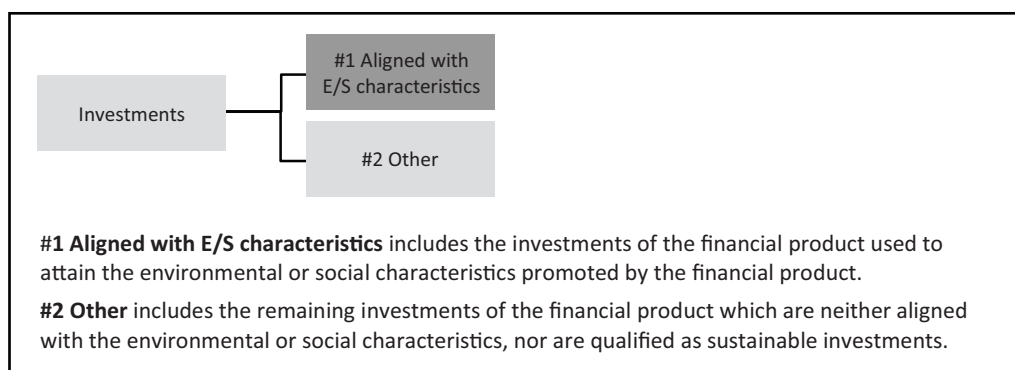 #1 Aligned with
E/S characteristics
Investments
#2 Other
#1 Aligned with E/S characteristics includes the investments of the financial product used to
attain the environmental or social characteristics promoted by the financial product.
#2 Other includes the remaining investments of the financial product which are neither aligned
with the environmental or social characteristics, nor are qualified as sustainable investments.